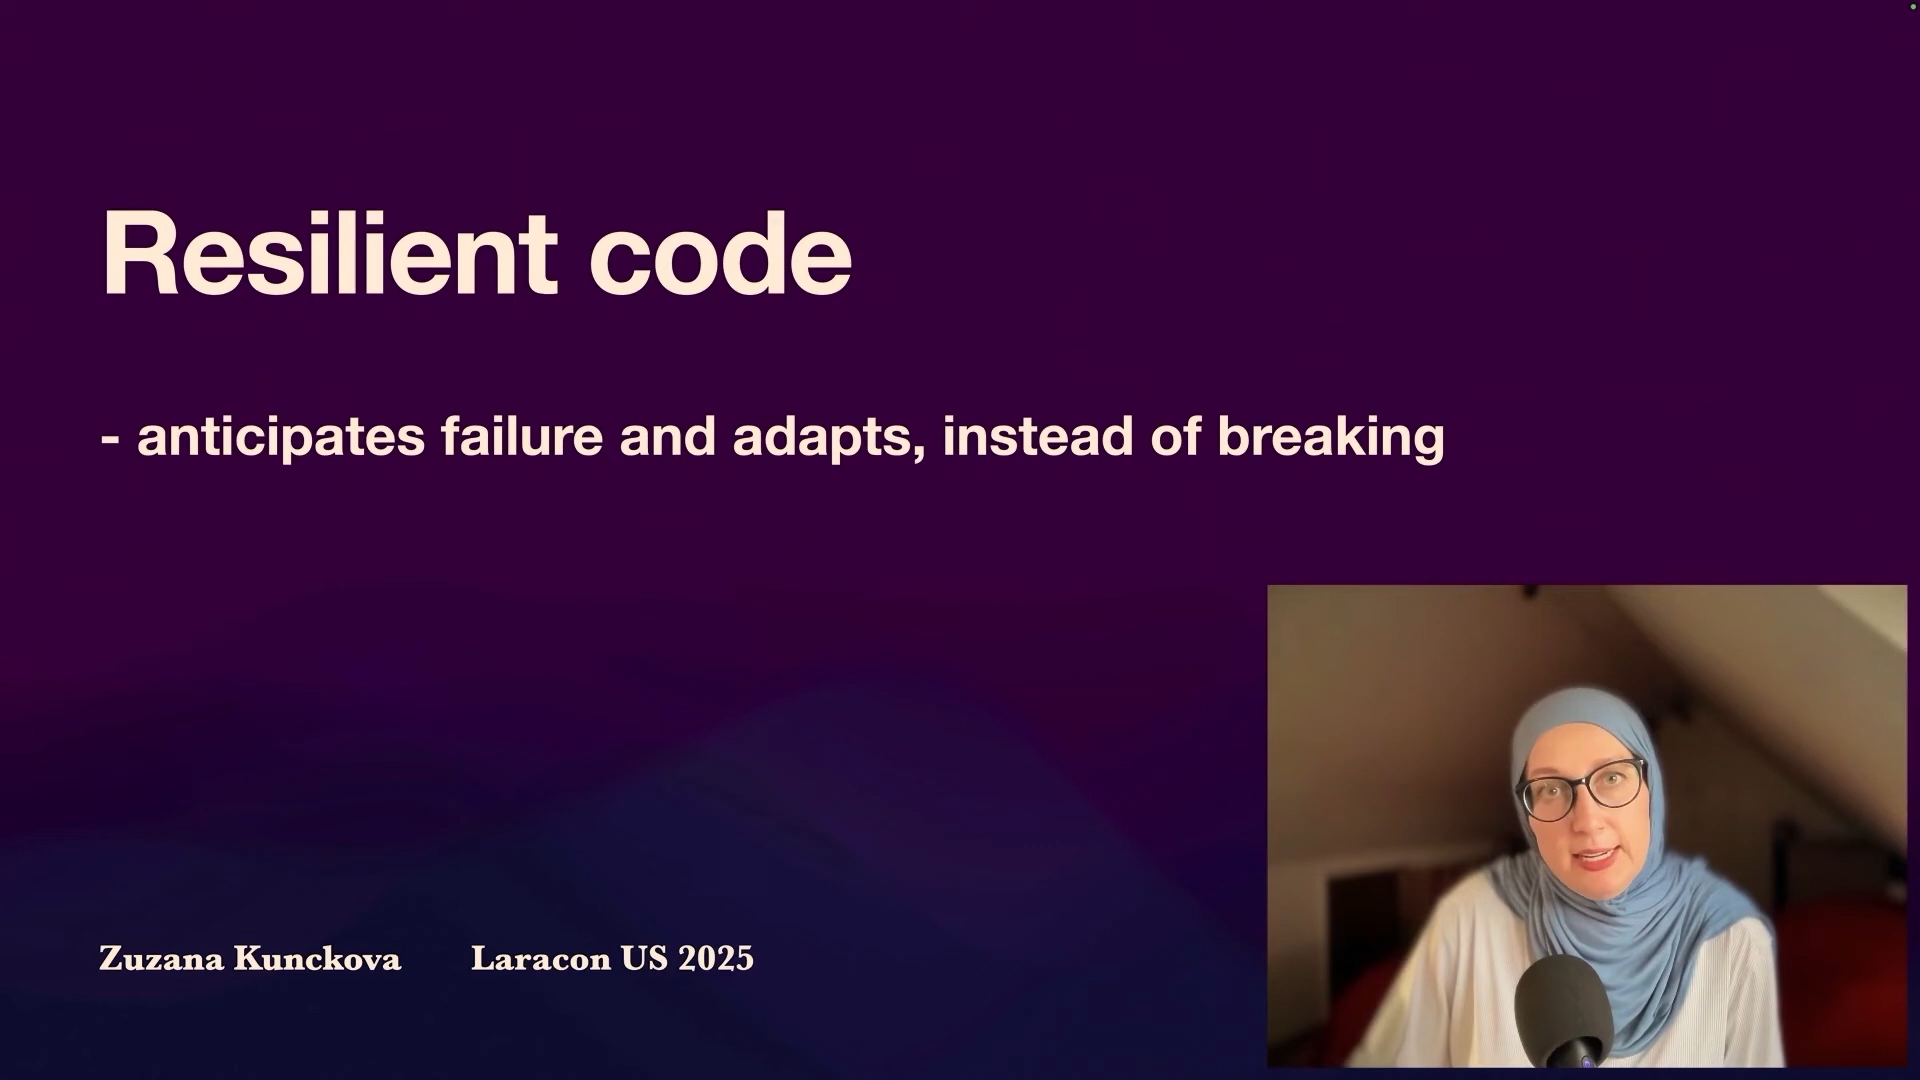 Resilient code
- anticipates failure and adapts, instead of breaking
Zuzana Kunckova Laracon US 2025